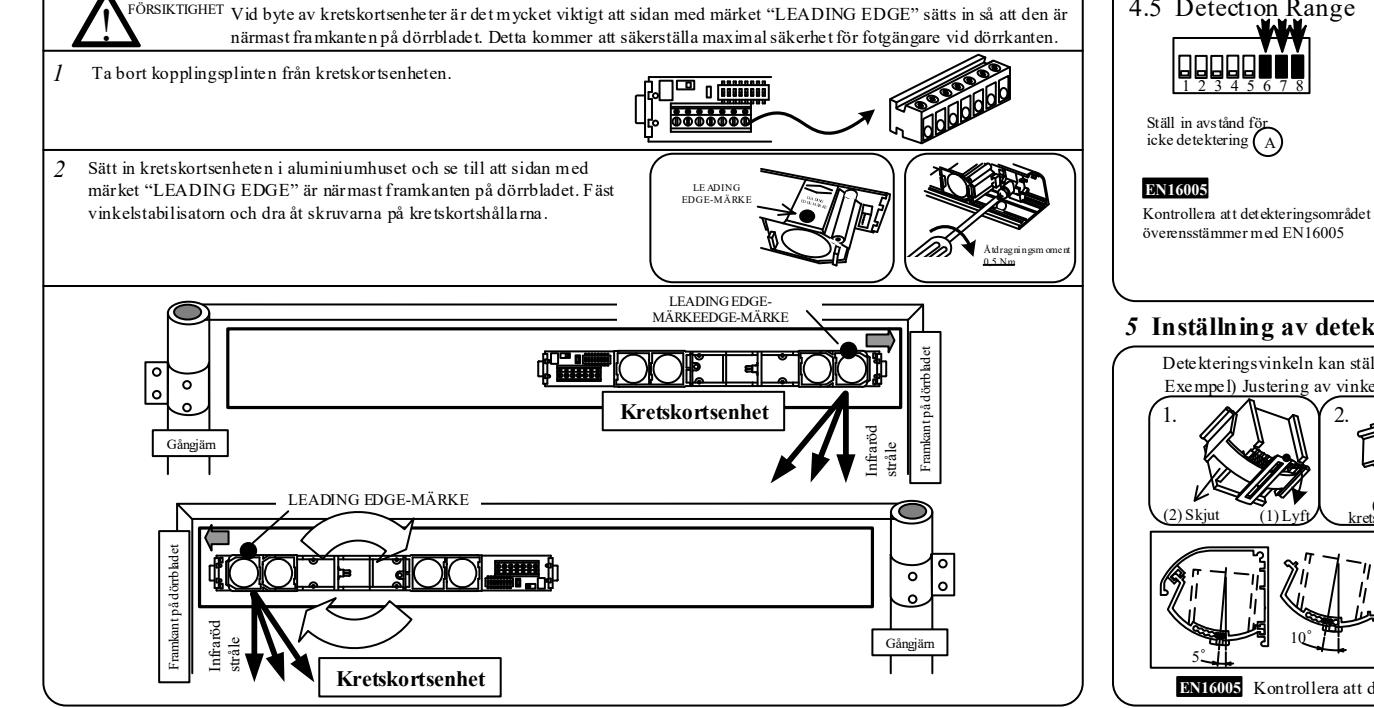 FÖRSIKTIGHET
Vid byte av kretskortsenheter är det mycket viktigt att sidan med märket “LEADING EDGE” sätts in så att den är
närmast framkanten på dörrbladet. Detta kommer att säkerställa maximal säkerhet för fotgängare vid dörrkanten.
1 Ta bort kopplingsplinten från kretskortsenheten.
2 Sätt in kretskortsenheten i aluminiumhuset och se till att sidan med
märket “LEADING EDGE” är närmast framkanten på dörrbladet. Fäst
vinkelstabilisatorn och dra åt skruvarna på kretskortshållarna.
LEADING
EDGE-MÄRKE
LEADING
EDGE MÄRKE
Åtdragningsmoment
0.5 Nm
LEADING EDGE-
MÄRKEEDGE-MÄRKE
Kretskortsenhet
Gångjärn
Infraröd
stråle
Framkant på dörrbladet
LEADING EDGE-MÄRKE
Framkant på dörrbladet
Infraröd
stråle
Kretskortsenhet
Gångjärn
4.5 Detection Range
1 2 3 4 5 6 7 8
Ställ in avstånd för
icke detektering A
EN16005
Kontrollera att detekteringsområdet
överensstämmer med EN16005
5 Inställning av detek
Detekteringsvinkeln kan stäl
Exempel) Justering av vinke
1.
(2) Skjut
(1) Lyft
2.
(
krets
5°
10°
EN16005 Kontrollera att d